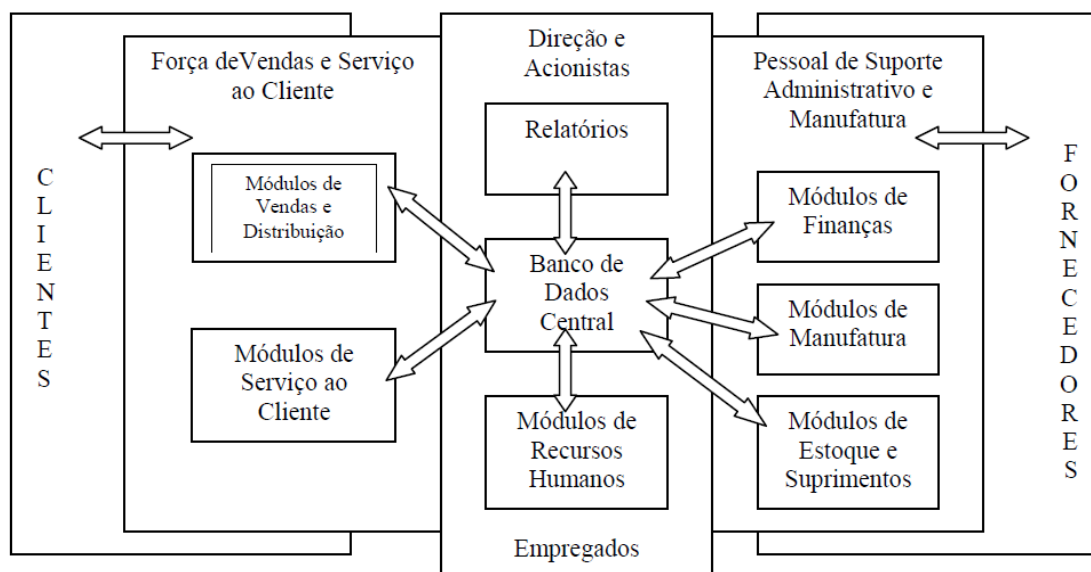 CLIENTES
Força deVendas e Serviço
ao Cliente
Módulos de
Vendas e
Distribuição
Módulos de
Serviço ao
Cliente
Direção e
Acionistas
Relatórios
Banco de
Dados
Central
Módulos de
Recursos
Humanos
Empregados
Pessoal de Suporte
Administrativo e
Manufatura
Módulos de
Finanças
Módulos de
Manufatura
Módulos de
Estoque e
Suprimentos
FORNECEDORES